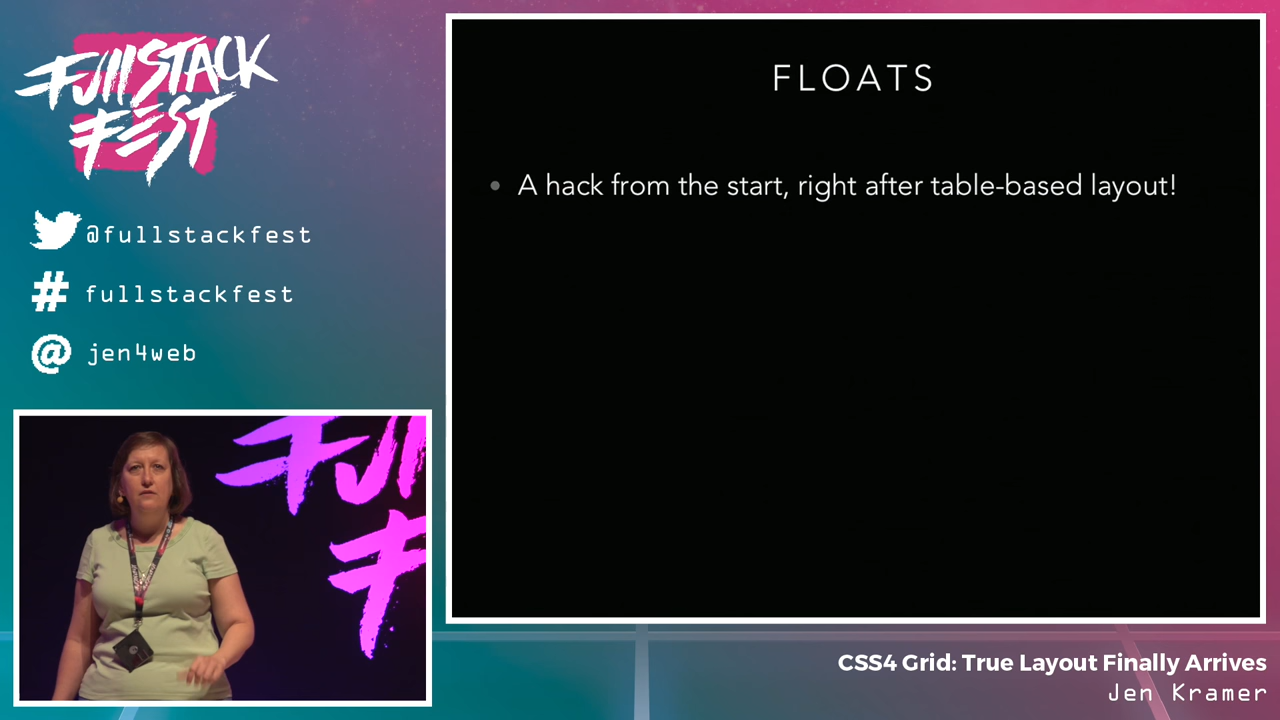 FullSTACK
FEST
@fullstackfest
# fullstackfest
@ jen4web
FLOATS
• A hack from the start, right after table-based layout!
FUll
F
CSS4 Grid: True Layout Finally Arrives
Jen Kramer